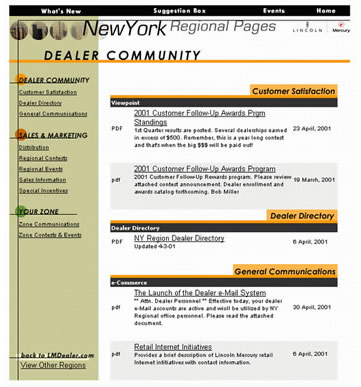 What's New Suggestion Box Events Home
NewYork Regional Pages
LINCOLN Mercury
DEALER COMMUNITY
DEALER COMMUNITY
Customer Satisfaction
Dealer Directory
General Communications
SALES & MARKETING
Distribution
Regional Contests
Regional Events
Sales Information
Special Incentives
YOUR ZONE
Zone Communications
Zone Contests & Events
back to LMDealer.com
View Other Regions
Customer Satisfaction
Viewpoint
2001 Customer Follow-Up Awards Prgm
Standings
PDF 1st Quarter results are posted. Several dealerships earned 23 April, 2001
in excess of $500. Remember, this is a year long contest
and that's when the big $$$ will be paid out!
2001 Customer Follow-Up Awards Program
pdf 2001 Customer Follow-Up Rewards program. Please review 19 March, 2001
attached contest announcement. Dealer enrollment and
awards catalog forthcoming. Bob Miller
Dealer Directory
Dealer Directory
PDF NY Region Dealer Directory 6 April, 2001
Updated 4-3-01
General Communications
e-Commerce
The Launch of the Dealer e-Mail System
** Attn. Dealer Personnel ** Effective today, your dealer
pdf e-Mail accounts are active and wioll be utilized by NY 30 April, 2001
Regional office personnel. Please read the attached
document.
Retail Internet Initiatives
pdf Provides a brief description of Lincoln Mercury retail 6 April, 2001
Internet initiatives with contact information.